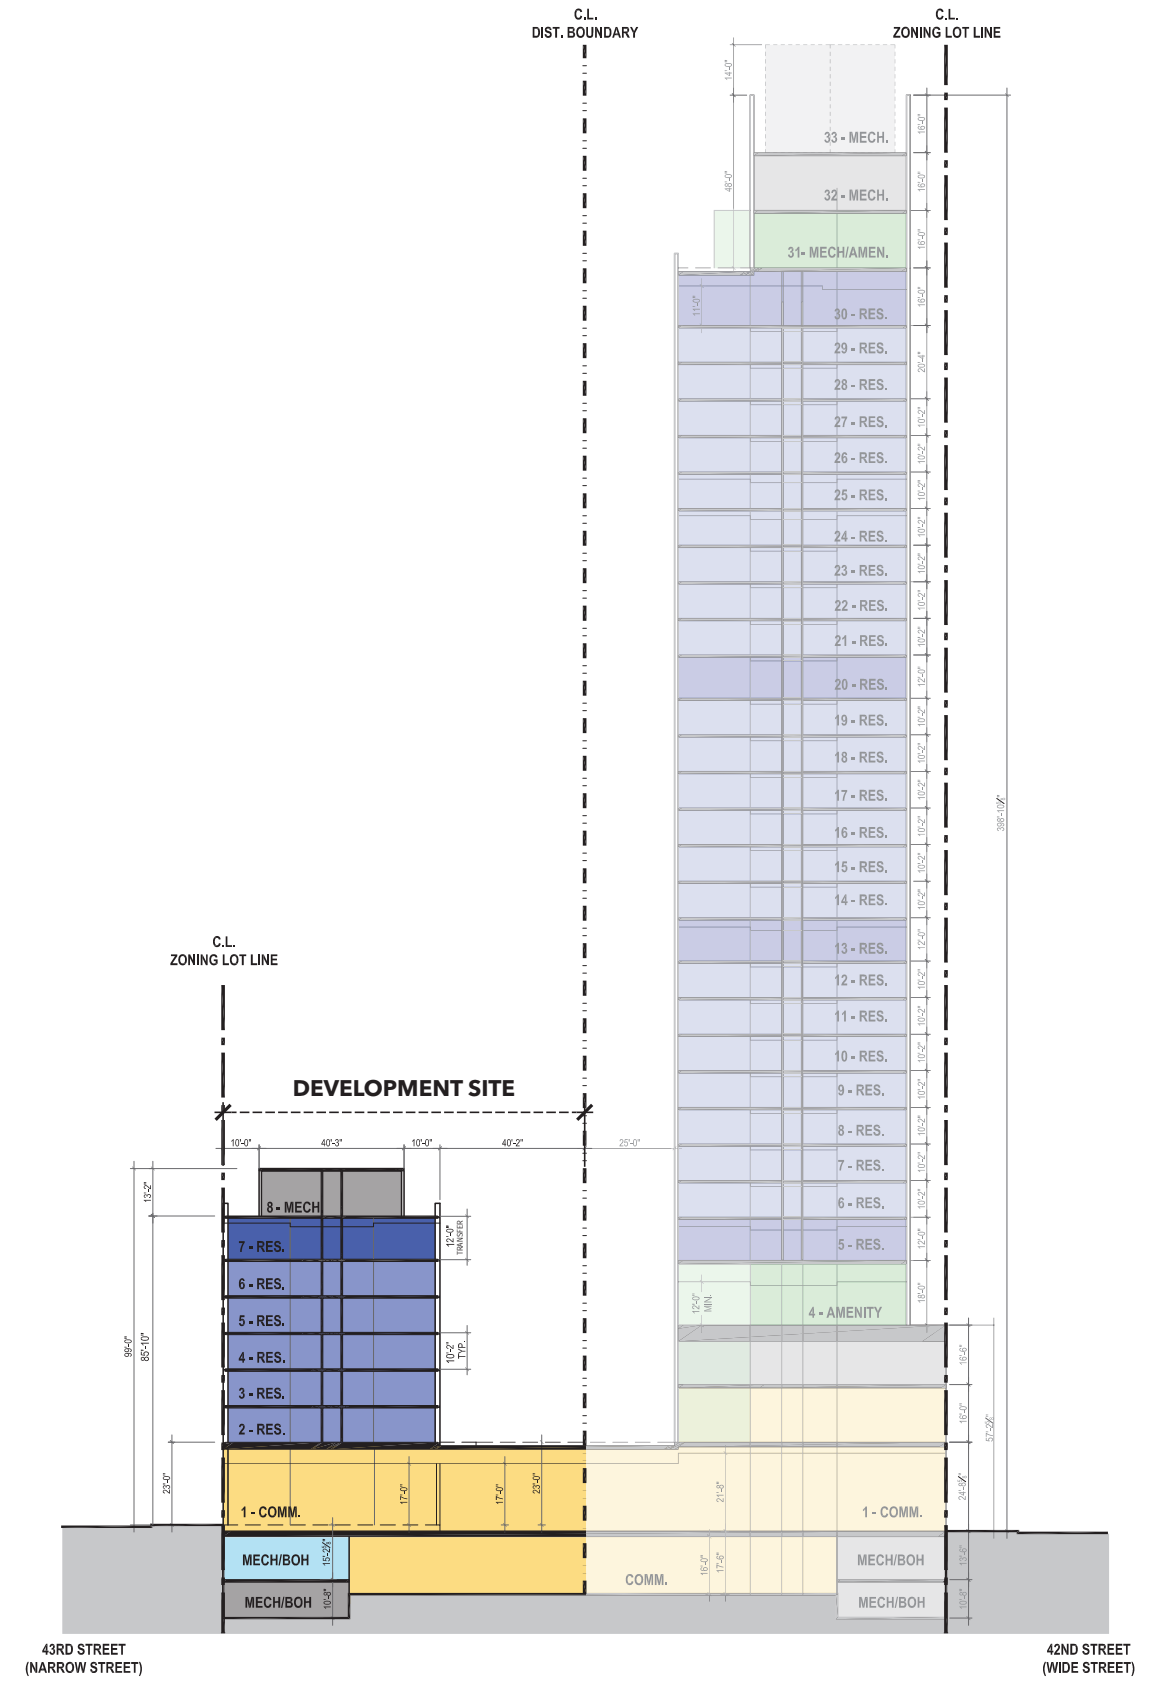 C.L.
DIST. BOUNDARY
C.L.
ZONING LOT LINE
14'-0"
16'-0"
33 - MECH.
48'-0"
16'-0"
32 - MECH.
16'-0"
31- MECH/AMEN.
11'-0"
16'-0"
30 - RES.
29 - RES.
20'-4"
28 - RES.
27 - RES.
10'-2"
26 - RES.
10'-2"
25 - RES.
10'-2"
24 - RES.
10'-2"
23 - RES.
10'-2"
22 - RES.
10'-2"
21 - RES.
10'-2"
20 - RES.
12'-0"
19 - RES.
10'-2"
18 - RES.
10'-2"
17 - RES.
10'-2"
16 - RES.
10'-2"
15 - RES.
10'-2"
14 - RES.
10'-2"
13 - RES.
12'-0"
12 - RES.
10'-2"
11 - RES.
10'-2"
10 - RES.
10'-2"
9 - RES.
10'-2"
8 - RES.
10'-2"
7 - RES.
10'-2"
6 - RES.
10'-2"
5 - RES.
12'-0"
4 - AMENITY
12'-0"
MIN.
18'-0"
16'-6"
16'-0"
57'-2½"
24'-8½"
21'-8"
1 - COMM.
C.L.
ZONING LOT LINE
DEVELOPMENT SITE
10'-0"
40'-3"
10'-0"
40'-2"
25'-0"
13'-2"
99'-0"
85'-10"
8 - MECH
7 - RES.
12'-0"
TRANSFER
6 - RES.
5 - RES.
4 - RES.
10'-2"
TYP.
3 - RES.
2 - RES.
23'-0"
1 - COMM.
17'-0"
17'-0"
23'-0"
MECH/BOH
MECH/BOH
10'-8"
COMM.
16'-0"
17'-6"
MECH/BOH
13'-6"
MECH/BOH
10'-8"
43RD STREET
(NARROW STREET)
42ND STREET
(WIDE STREET)